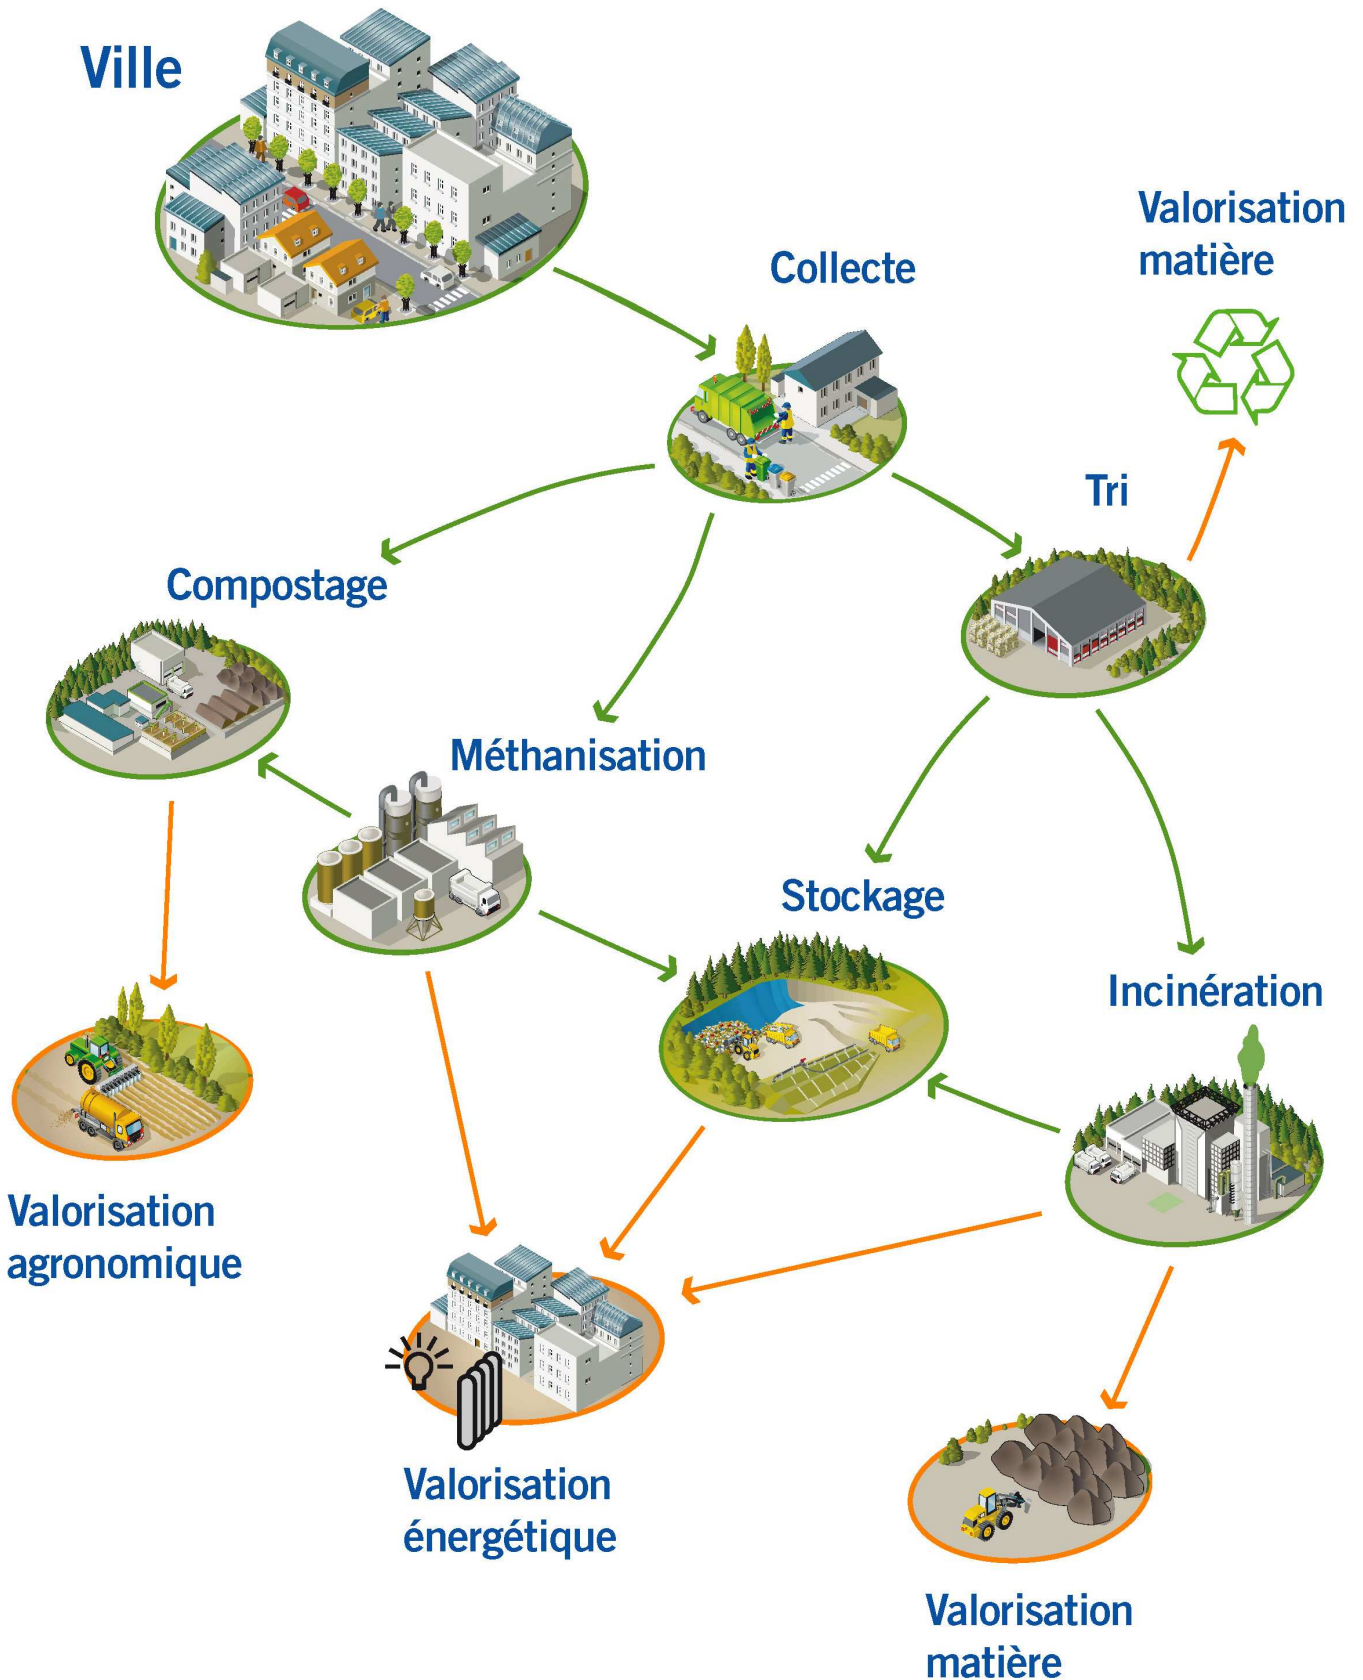 Ville
Collecte
Valorisation
matière
Tri
Compostage
Méthanisation
Stockage
Incinération
Valorisation
agronomique
Valorisation
énergétique
Valorisation
matière